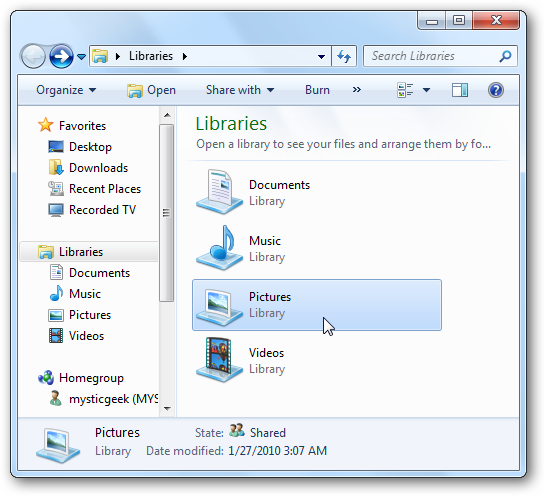 Libraries
Search Libraries
Organize
Open
Share with
Burn
»
Favorites
Desktop
Downloads
Recent Places
Recorded TV
Libraries
Documents
Music
Pictures
Videos
Homegroup
mysticgeek (MYS
Libraries
Open a library to see your files and arrange them by fo...
Documents
Library
Music
Library
Pictures
Library
Videos
Library
Pictures
State: Shared
Library
Date modified: 1/27/2010 3:07 AM